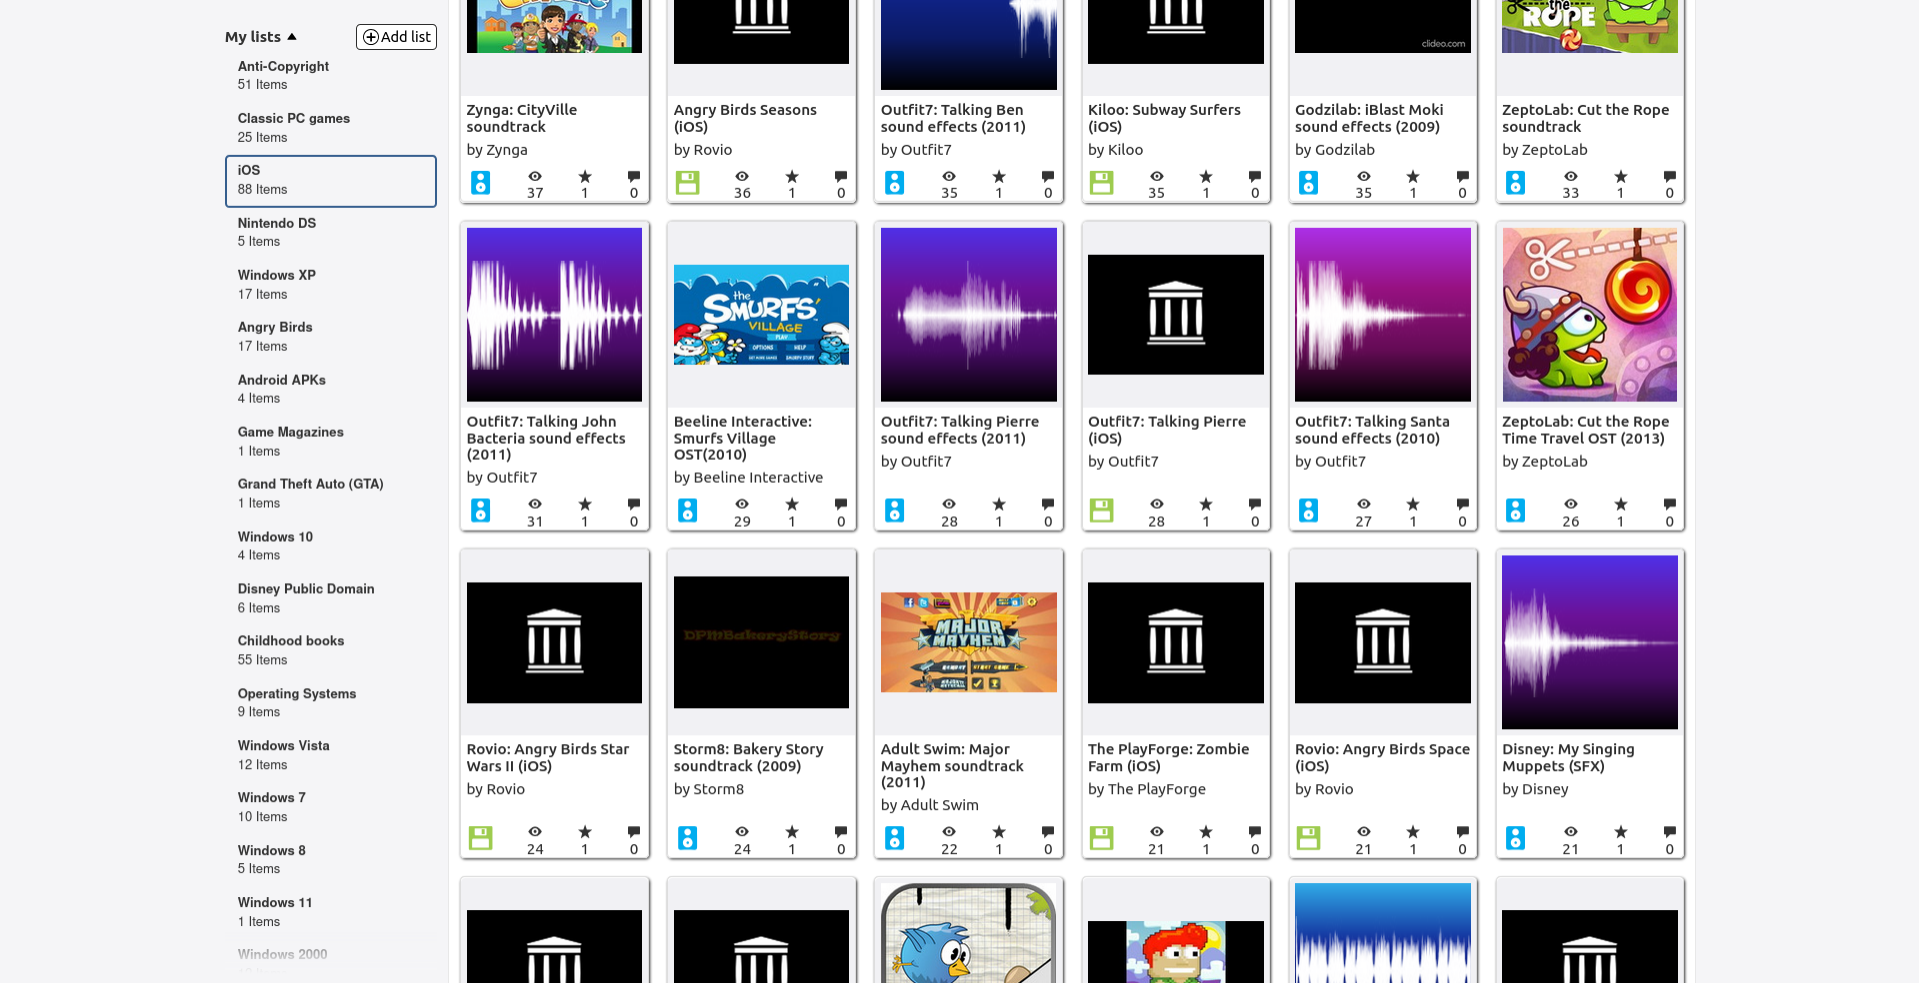 My lists
Add list
Anti-Copyright
51 Items
Classic PC games
25 Items
iOS
88 Items
Nintendo DS
5 Items
Windows XP
17 Items
Angry Birds
17 Items
Android APKs
4 Items
Game Magazines
1 Items
Grand Theft Auto (GTA)
1 Items
Windows 10
4 Items
Disney Public Domain
6 Items
Childhood books
55 Items
Operating Systems
9 Items
Windows Vista
12 Items
Windows 7
10 Items
Windows 8
5 Items
Windows 11
1 Items
Windows 2000
clideo.com
the
ROPE
Zynga: CityVille
soundtrack
by Zynga
37 1 0
Angry Birds Seasons
(iOS)
by Rovio
36 1 0
Outfit7: Talking Ben
sound effects (2011)
by Outfit7
35 1 0
Kiloo: Subway Surfers
(iOS)
by Kiloo
35 1 0
Godzilab: iBlast Moki
sound effects (2009)
by Godzilab
35 1 0
ZeptoLab: Cut the Rope
soundtrack
by ZeptoLab
33 1 0
Outfit7: Talking John
Bacteria sound effects
(2011)
by Outfit7
31 1 0
the
SMURFS'
VILLAGE
PLAY
OPTIONS HELP
GET MORE GAMES SMURFY STUFF
Beeline Interactive:
Smurfs Village
OST(2010)
by Beeline Interactive
29 1 0
Outfit7: Talking Pierre
sound effects (2011)
by Outfit7
28 1 0
Outfit7: Talking Pierre
(iOS)
by Outfit7
28 1 0
Outfit7: Talking Santa
sound effects (2010)
by Outfit7
27 1 0
ZeptoLab: Cut the Rope
Time Travel OST (2013)
by ZeptoLab
26 1 0
Rovio: Angry Birds Star
Wars II (iOS)
by Rovio
24 1 0
DPMBakeryStory
Storm8: Bakery Story
soundtrack (2009)
by Storm8
24 1 0
MAJOR
MAYHEM
Adult Swim: Major
Mayhem soundtrack
(2011)
by Adult Swim
22 1 0
The PlayForge: Zombie
Farm (iOS)
by The PlayForge
21 1 0
Rovio: Angry Birds Space
(iOS)
by Rovio
21 1 0
Disney: My Singing
Muppets (SFX)
by Disney
21 1 0